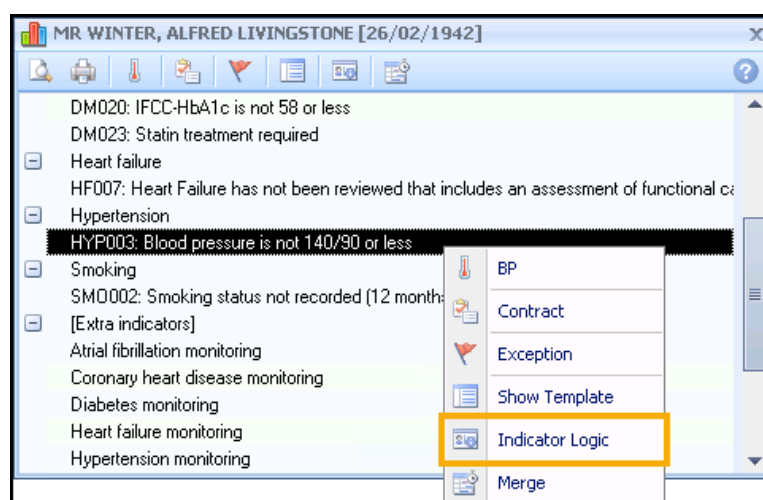 MR WINTER, ALFRED LIVINGSTONE [26/02/1942]
DM020: IFCC-HbA1c is not 58 or less
DM023: Statin treatment required
Heart failure
HF007: Heart Failure has not been reviewed that includes an assessment of functional
Hypertension
HYP003: Blood pressure is not 140/90 or less
Smoking
SMO002: Smoking status not recorded (12 month
[Extra indicators]
Atrial fibrillation monitoring
Coronary heart disease monitoring
Diabetes monitoring
Heart failure monitoring
Hypertension monitoring
BP
Contract
Exception
Show Template
Indicator Logic
Merge